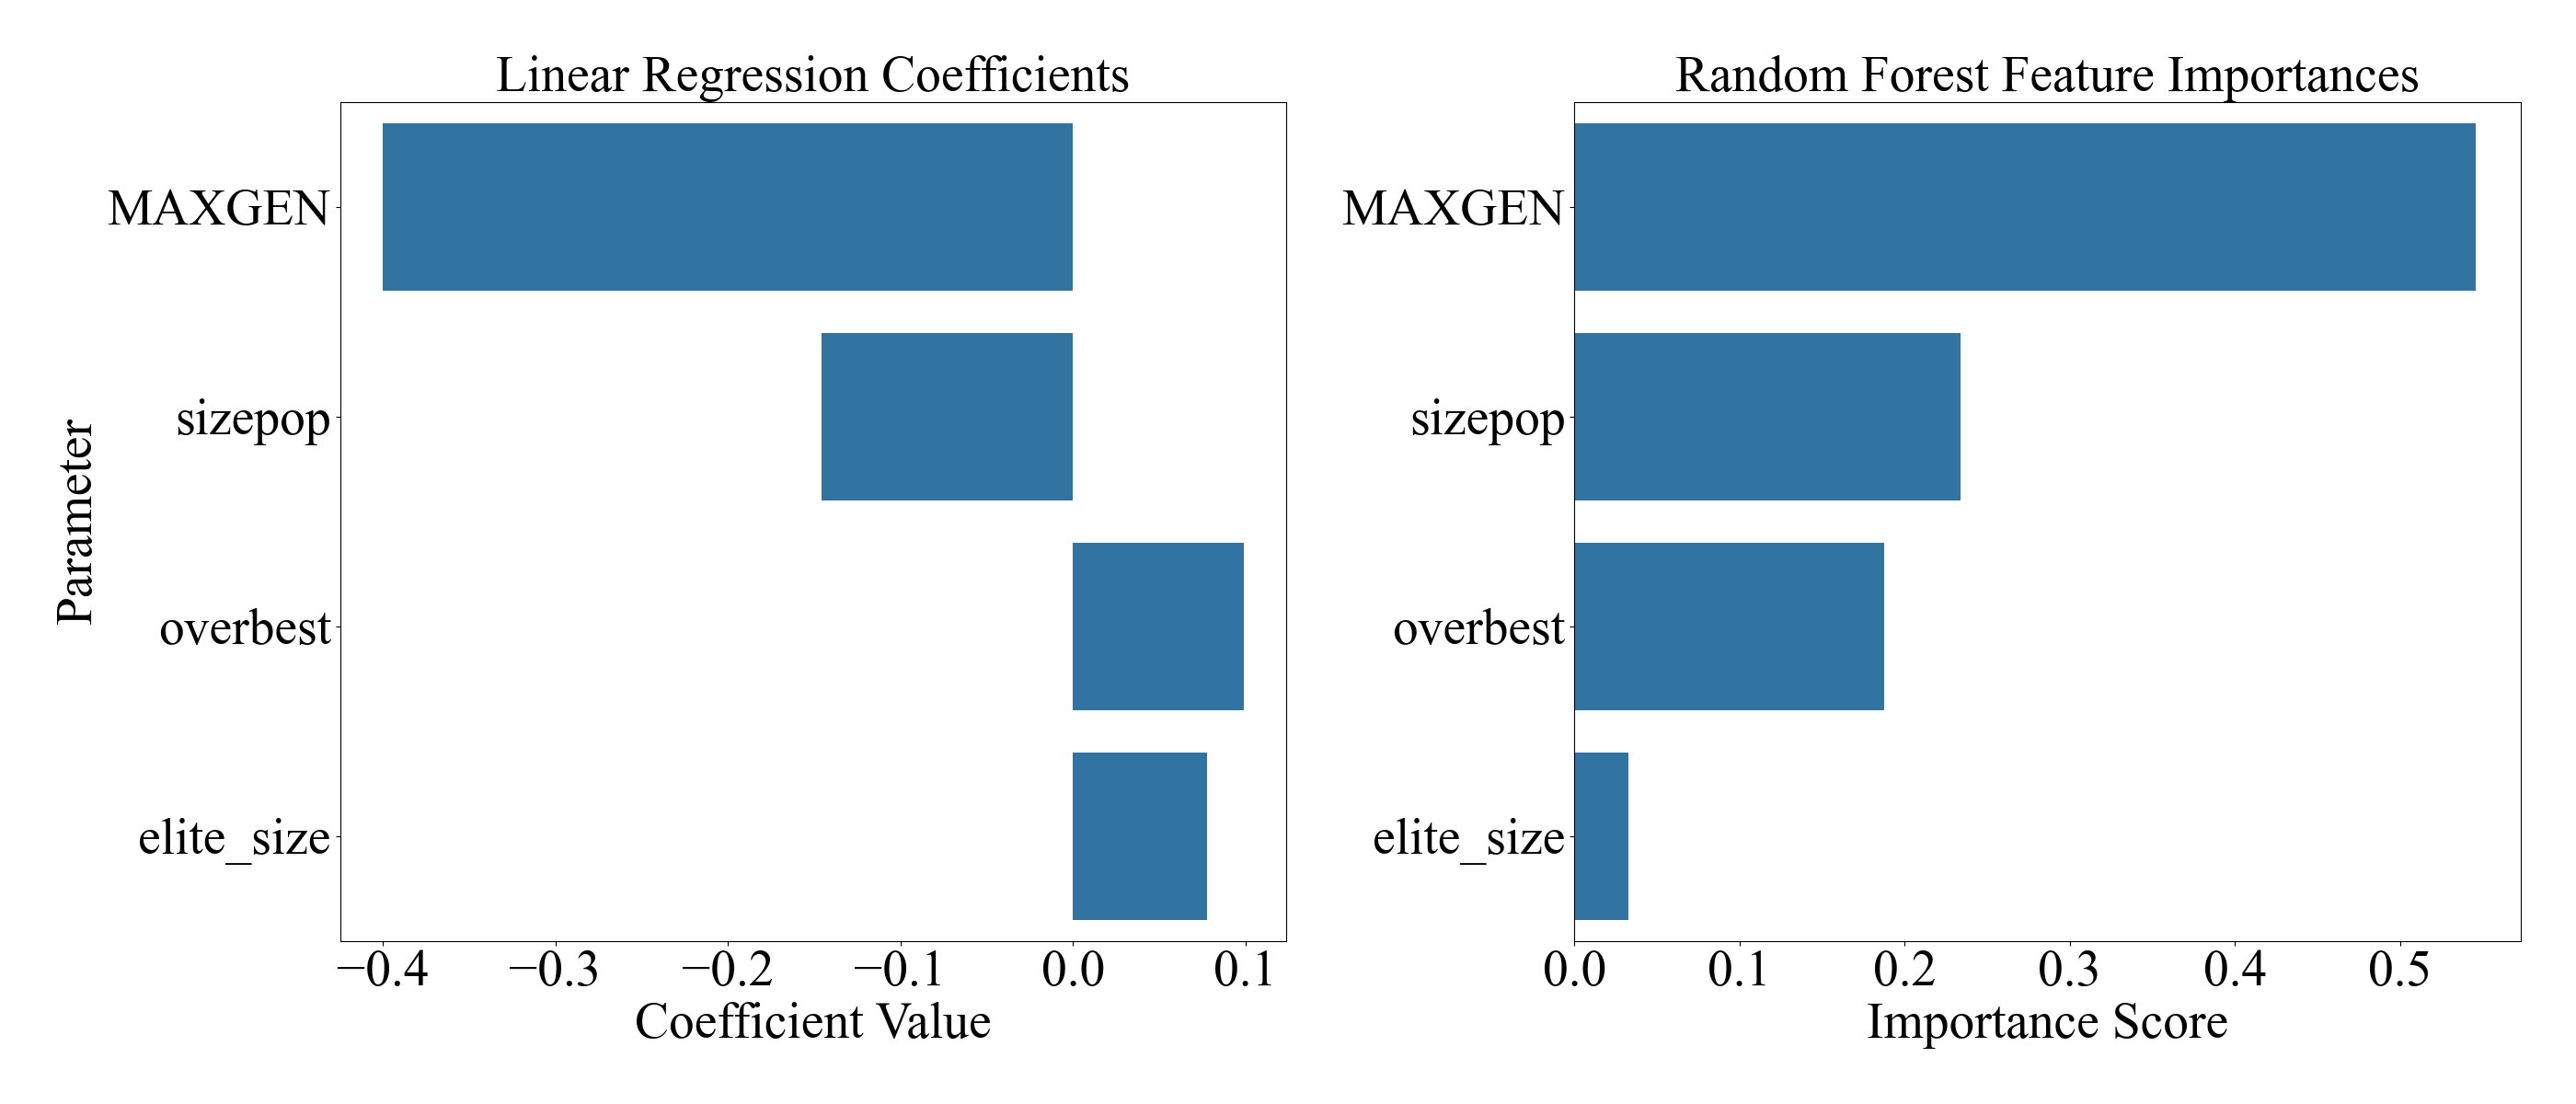 Linear Regression Coefficients
Parameter
MAXGEN
sizepop
overbest
elite_size
−0.4 −0.3 −0.2 −0.1 0.0 0.1
Coefficient Value
Random Forest Feature Importances
MAXGEN
sizepop
overbest
elite_size
0.0 0.1 0.2 0.3 0.4 0.5
Importance Score